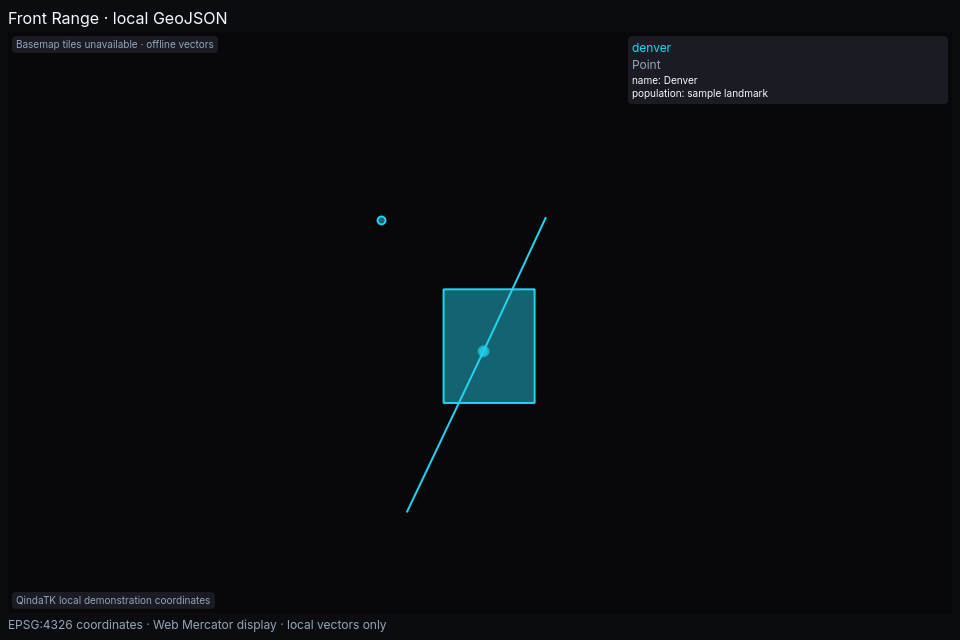 Front Range · local GeoJSON
Basemap tiles unavailable · offline vectors
denver
Point
name: Denver
population: sample landmark
QindaTK local demonstration coordinates
EPSG:4326 coordinates · Web Mercator display · local vectors only